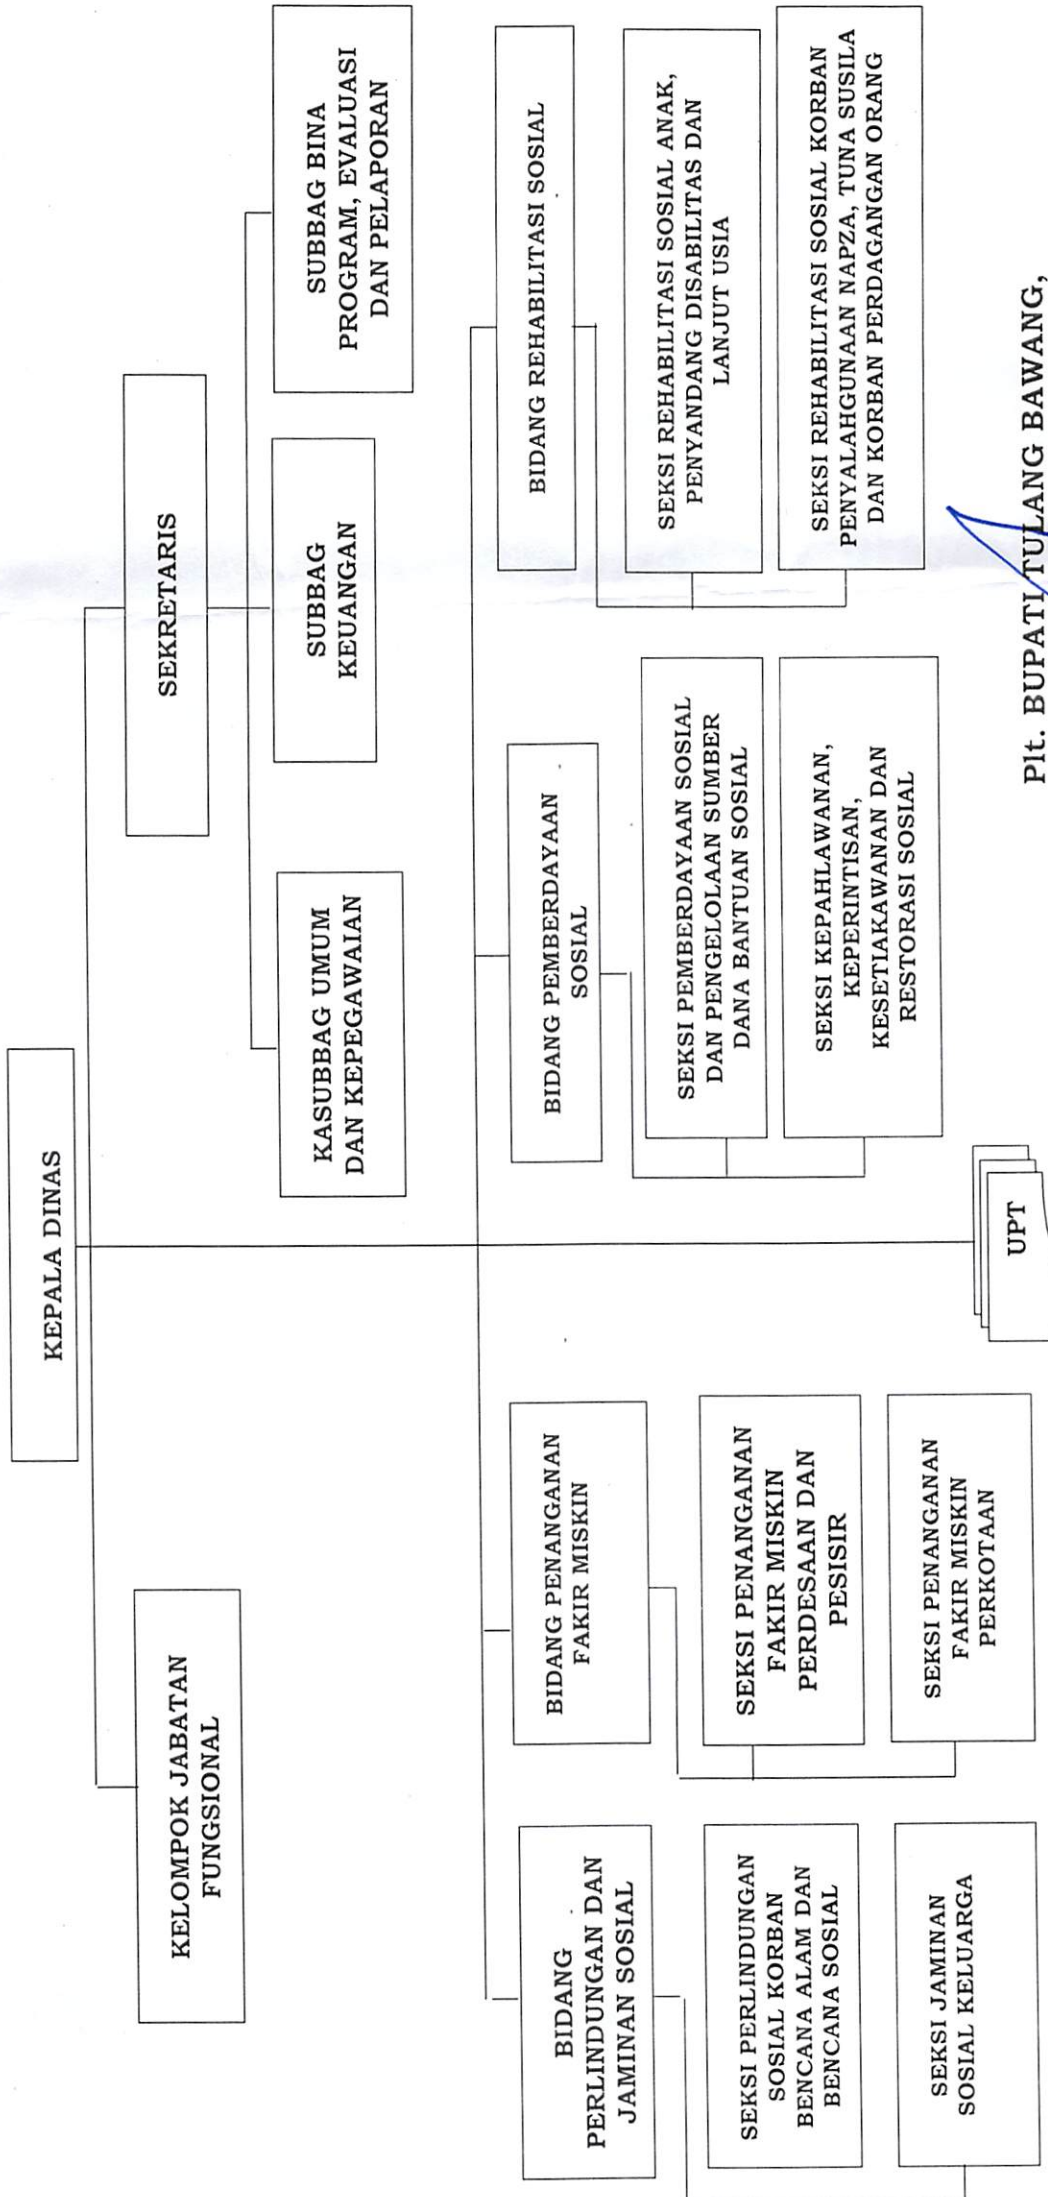 KEPALA DINAS
KELOMPOK JABATAN
FUNGSIONAL
SEKRETARIS
KASUBBAG UMUM
DAN KEPEGAWAIAN
SUBBAG
KEUANGAN
SUBBAG BINA
PROGRAM, EVALUASI
DAN PELAPORAN
BIDANG
PERLINDUNGAN DAN
JAMINAN SOSIAL
SEKSI PERLINDUNGAN
SOSIAL KORBAN
BENCANA ALAM DAN
BENCANA SOSIAL
SEKSI JAMINAN
SOSIAL KELUARGA
BIDANG PENANGANAN
FAKIR MISKIN
SEKSI PENANGANAN
FAKIR MISKIN
PERDESAAN DAN
PESISIR
SEKSI PENANGANAN
FAKIR MISKIN
PERKOTAAN
BIDANG PEMBERDAYAAN
SOSIAL
SEKSI PEMBERDAYAAN SOSIAL
DAN PENGELOLAAN SUMBER
DANA BANTUAN SOSIAL
SEKSI KEPAHLAWANAN,
KEPERINTISAN,
KESETIAKAWANAN DAN
RESTORASI SOSIAL
BIDANG REHABILITASI SOSIAL
SEKSI REHABILITASI SOSIAL ANAK,
PENYANDANG DISABILITAS DAN
LANJUT USIA
SEKSI REHABILITASI SOSIAL KORBAN
PENYALAHGUNAAN NAPZA, TUNA SUSILA
DAN KORBAN PERDAGANGAN ORANG
UPT
Plt. BUPATI TULANG BAWANG,